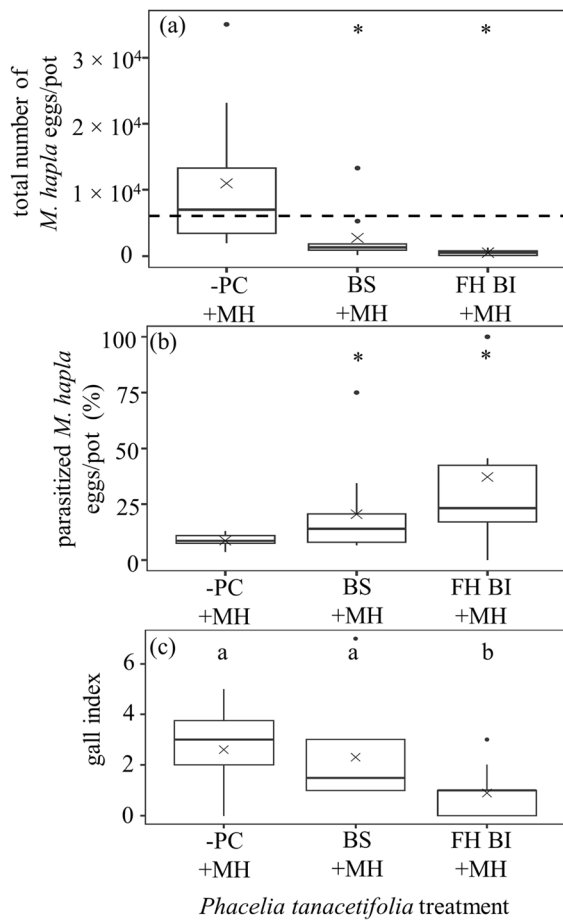 (a)
* *
total number of
M. hapla eggs/pot
3 × 10⁴
2 × 10⁴
1 × 10⁴
0
-PC BS FH BI
+MH +MH +MH
(b)
* *
parasitized M. hapla
eggs/pot (%)
100
75
50
25
0
-PC BS FH BI
+MH +MH +MH
(c)
a a b
gall index
6
4
2
0
-PC BS FH BI
+MH +MH +MH
Phacelia tanacetifolia treatment